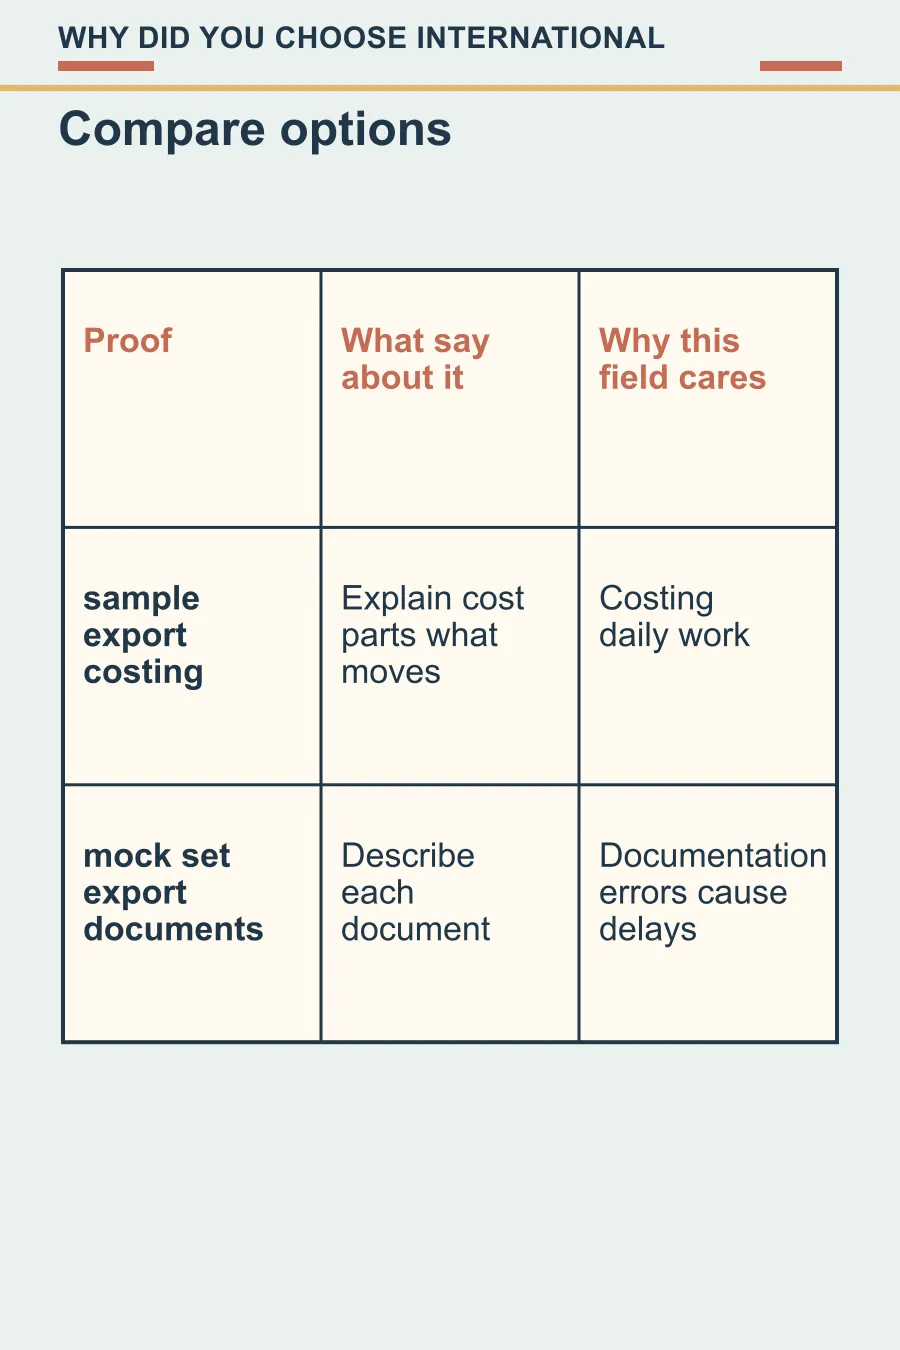 WHY DID YOU CHOOSE INTERNATIONAL
Compare options
Proof
What say
about it
Why this
field cares
sample
export
costing
Explain cost
parts what
moves
Costing
daily work
mock set
export
documents
Describe
each
document
Documentation
errors cause
delays